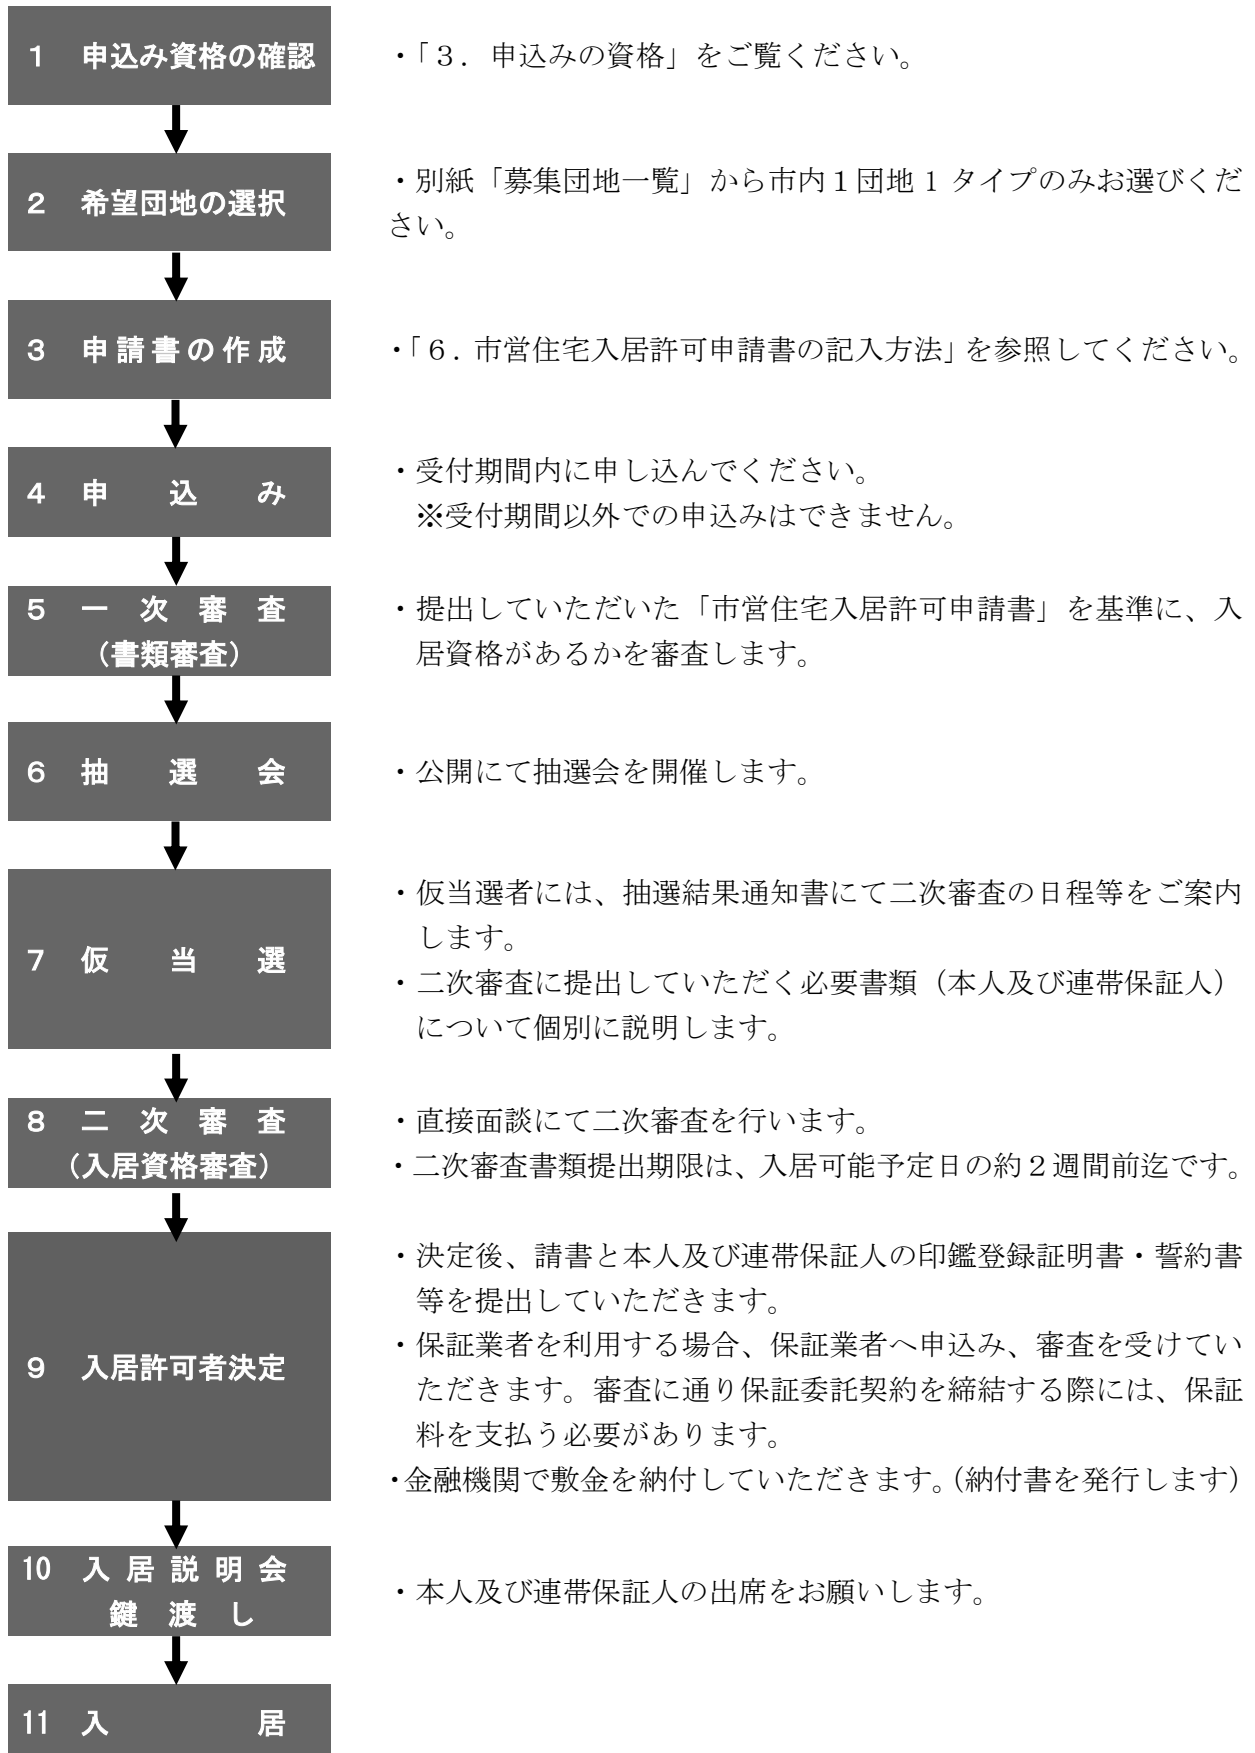 1 申込み資格の確認
・「３．申込みの資格」をご覧ください。
2 希望団地の選択
・別紙「募集団地一覧」から市内１団地 1 タイプのみお選びくだ
さい。
3 申請書の作成
・「６．市営住宅入居許可申請書の記入方法」を参照してください。
4 申込み
・受付期間内に申し込んでください。
※受付期間以外での申込みはできません。
5 一次審査
（書類審査）
・提出していただいた「市営住宅入居許可申請書」を基準に、入
居資格があるかを審査します。
6 抽選会
・公開にて抽選会を開催します。
7 仮当選
・仮当選者には、抽選結果通知書にて二次審査の日程等をご案内
します。
・二次審査に提出していただく必要書類（本人及び連帯保証人）
について個別に説明します。
8 二次審査
（入居資格審査）
・直接面談にて二次審査を行います。
・二次審査書類提出期限は、入居可能予定日の約２週間前迄です。
9 入居許可者決定
・決定後、請書と本人及び連帯保証人の印鑑登録証明書・誓約書
等を提出していただきます。
・保証業者を利用する場合、保証業者へ申込み、審査を受けてい
ただきます。審査に通り保証委託契約を締結する際には、保証
料を支払う必要があります。
・金融機関で敷金を納付していただきます。（納付書を発行します）
10 入居説明会
鍵渡し
・本人及び連帯保証人の出席をお願いします。
11 入居